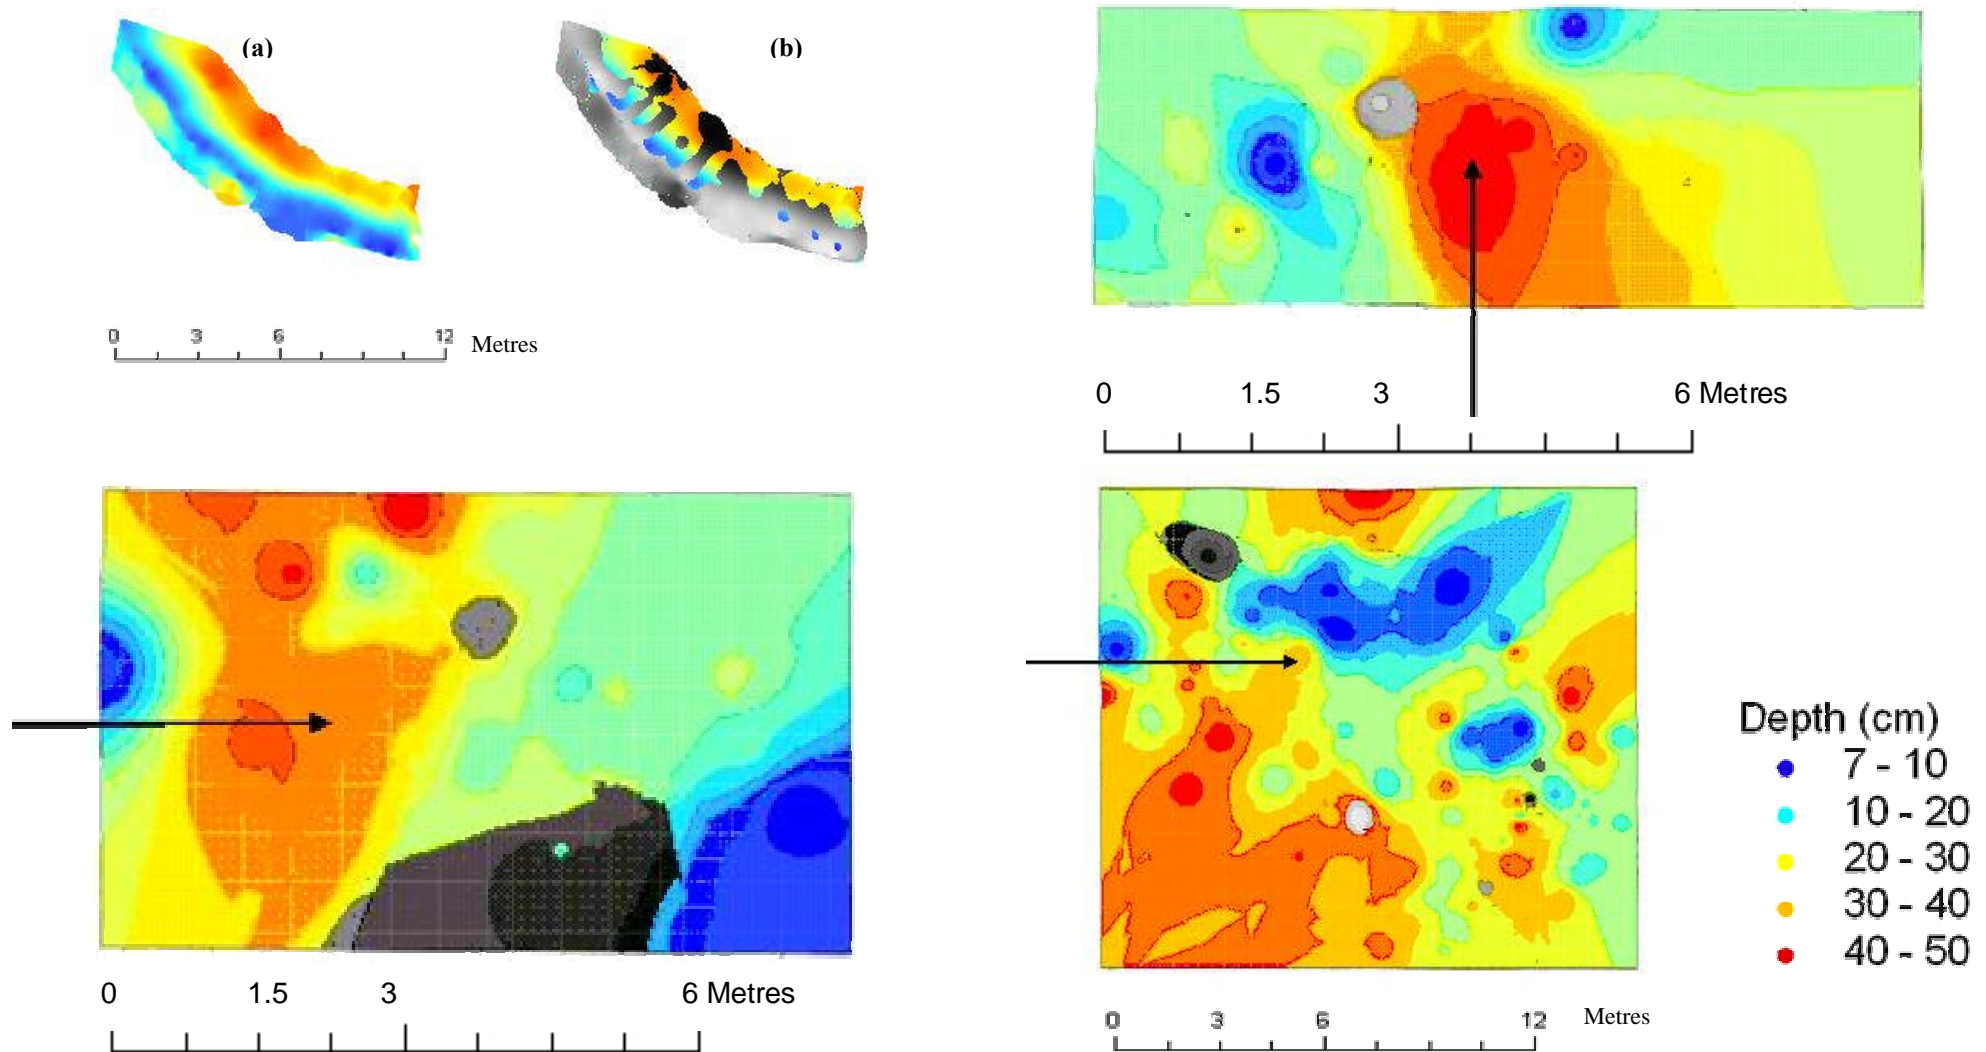 (a) (b)
0 3 6 12 Metres
0 1.5 3 6 Metres
0 1.5 3 6 Metres
0 3 6 12 Metres
Depth (cm)
7 - 10
10 - 20
20 - 30
30 - 40
40 - 50